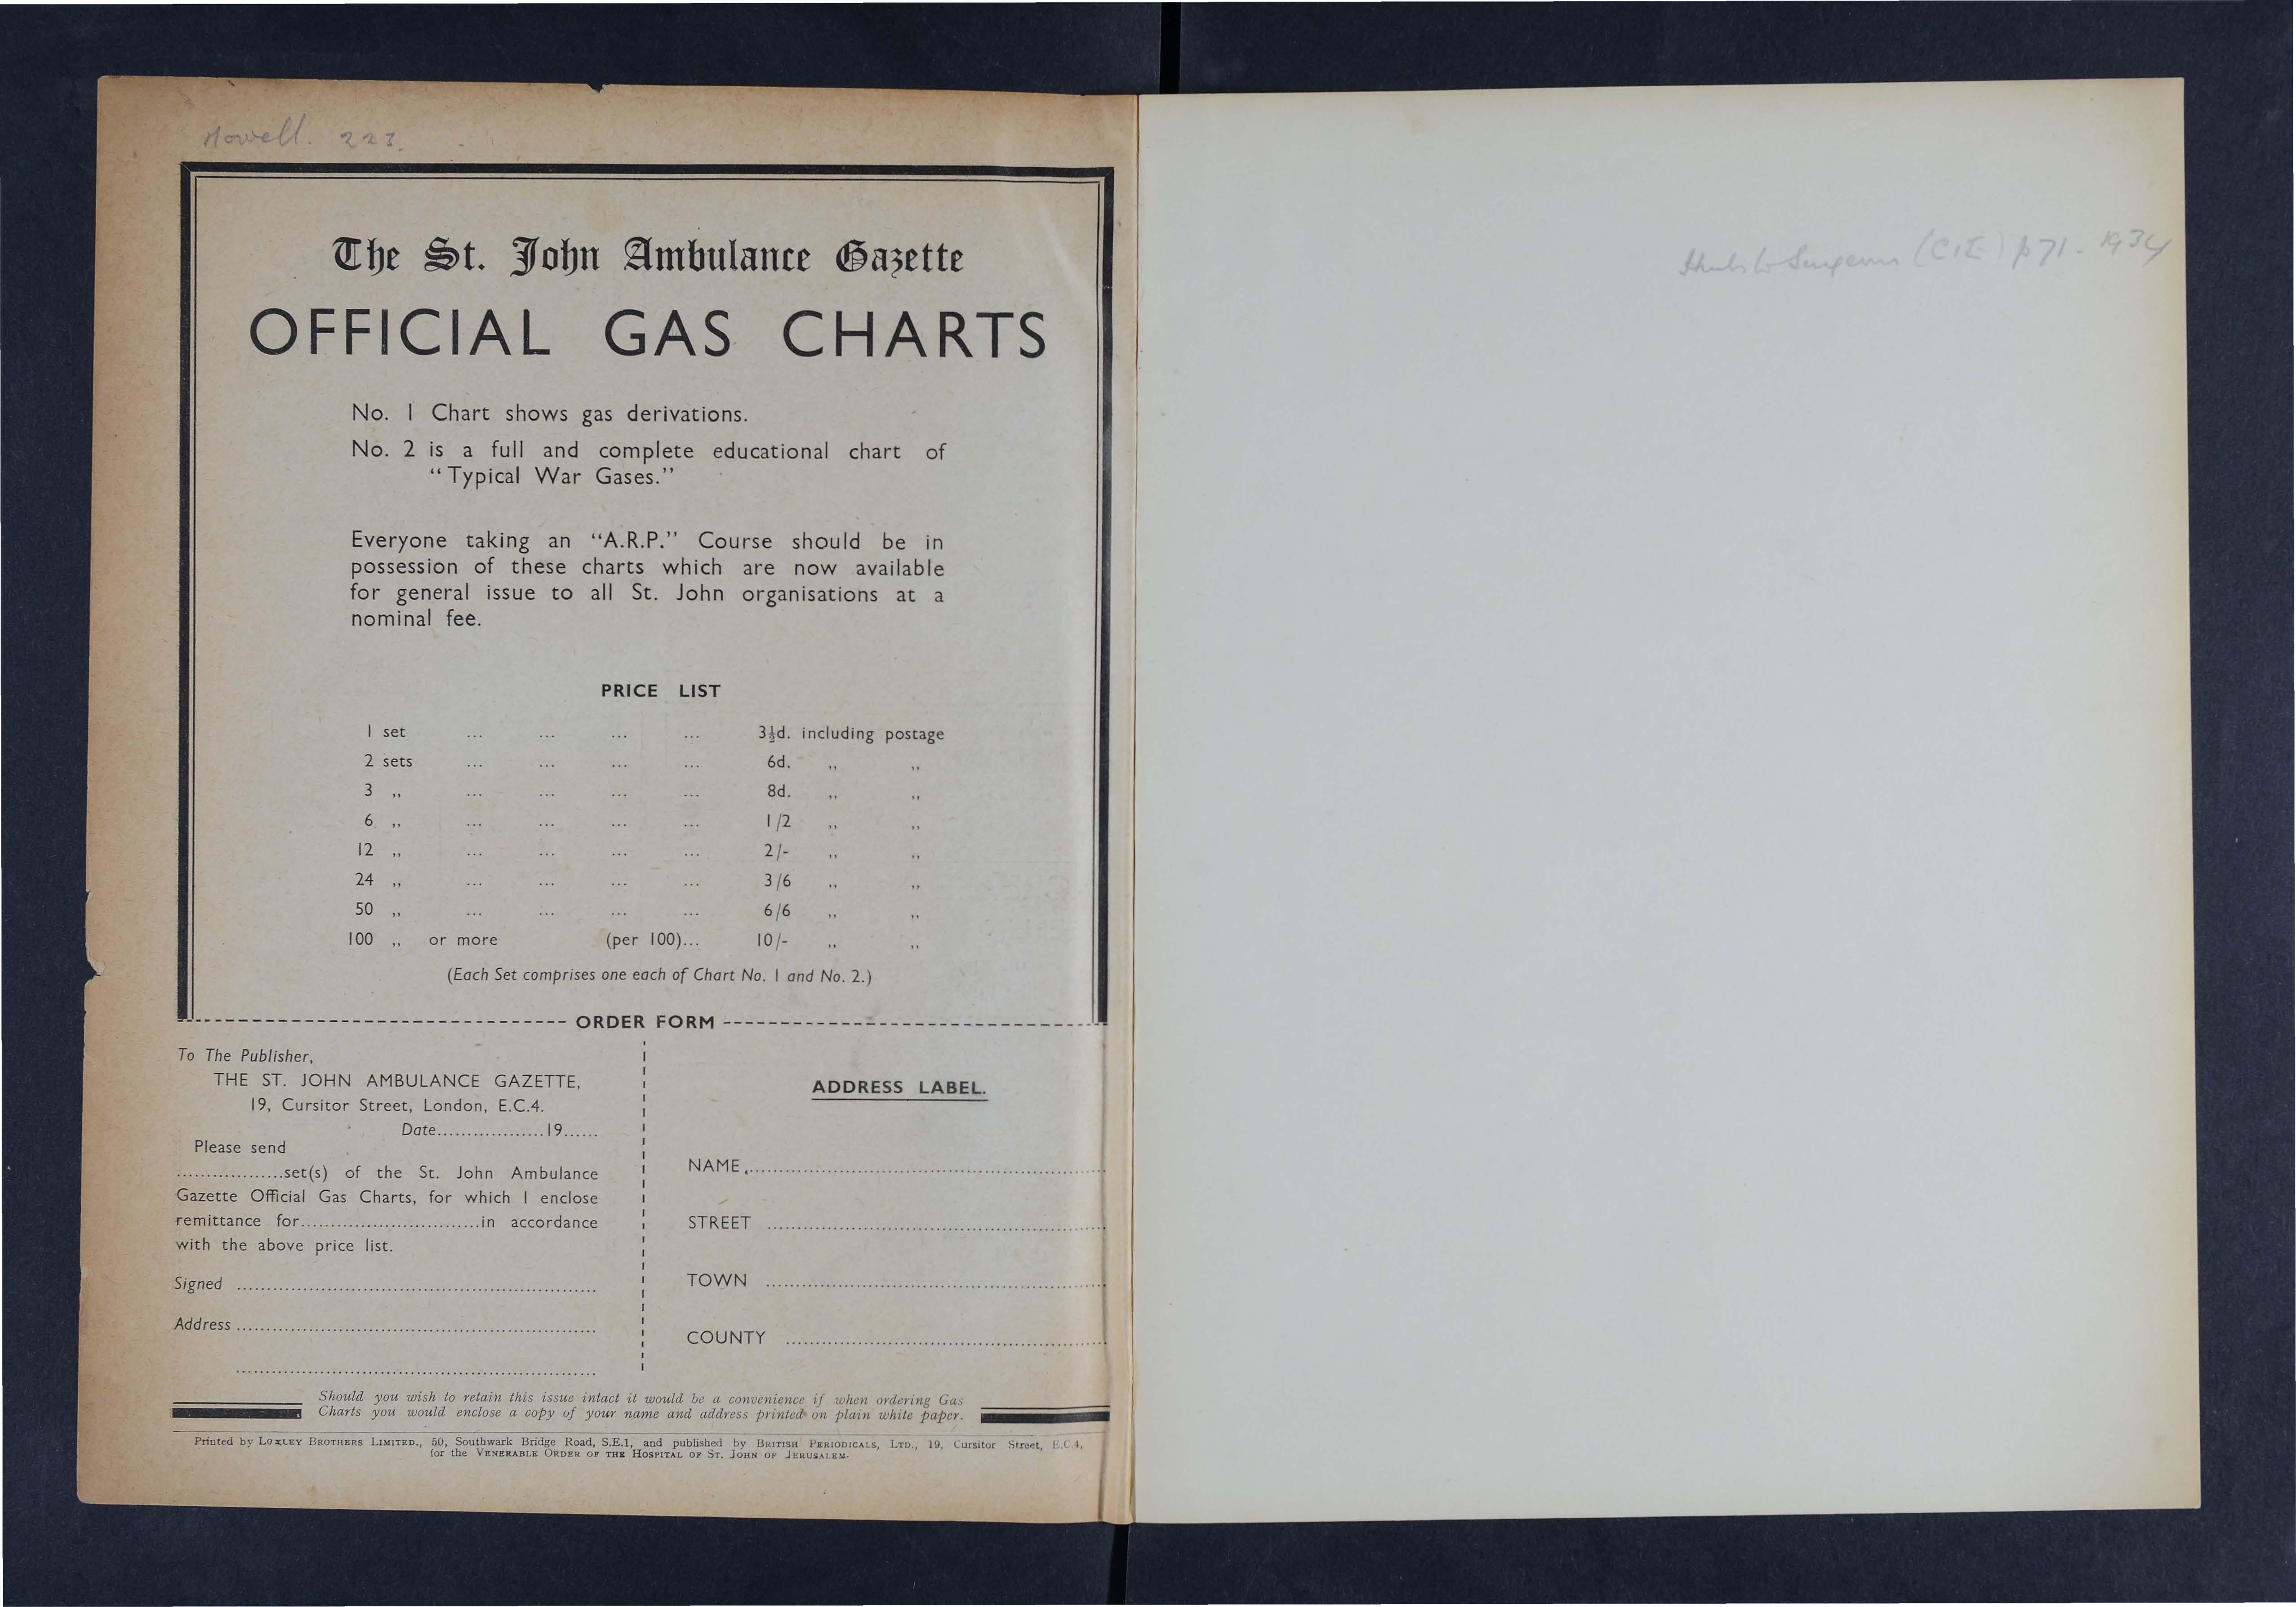 Howell. 223.
The St. John Ambulance Gazette
OFFICIAL GAS CHARTS
No. 1 Chart shows gas derivations.
No. 2 is a full and complete educational chart of
“Typical War Gases.”
Everyone taking an “A.R.P.” Course should be in
possession of these charts which are now available
for general issue to all St. John organisations at a
nominal fee.
PRICE LIST
1 set ... ... ... ... 3½d. including postage
2 sets ... ... ... ... 6d. ,, ,,
3 ,, ... ... ... ... 8d. ,, ,,
6 ,, ... ... ... ... 1/2 ,, ,,
12 ,, ... ... ... ... 2/- ,, ,,
24 ,, ... ... ... ... 3/6 ,, ,,
50 ,, ... ... ... ... 6/6 ,, ,,
100 ,, or more (per 100)... 10/- ,, ,,
(Each Set comprises one each of Chart No. 1 and No. 2.)
ORDER FORM
To The Publisher,
THE ST. JOHN AMBULANCE GAZETTE,
19, Cursitor Street, London, E.C.4.
Date..................19......
Please send
..................set(s) of the St. John Ambulance
Gazette Official Gas Charts, for which I enclose
remittance for..............................in accordance
with the above price list.
Signed ............................................................
Address ............................................................
ADDRESS LABEL.
NAME............................................................
STREET .........................................................
TOWN .........................................................
COUNTY ......................................................
Should you wish to retain this issue intact it would be a convenience if when ordering Gas
Charts you would enclose a copy of your name and address printed on plain white paper.
Printed by LOXLEY BROTHERS LIMITED., 50, Southwark Bridge Road, S.E.1, and published by BRITISH PERIODICALS, LTD., 19, Cursitor Street, E.C.4,
for the VENERABLE ORDER OF THE HOSPITAL OF ST. JOHN OF JERUSALEM.
(CIE) p 71. 1934